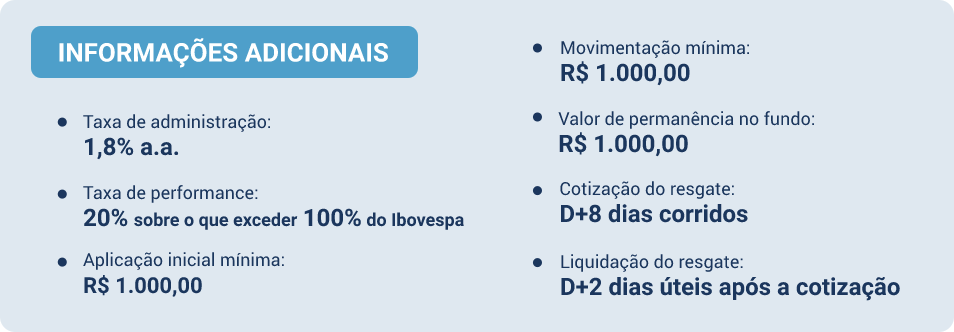 INFORMAÇÕES ADICIONAIS
Taxa de administração:
1,8% a.a.
Taxa de performance:
20% sobre o que exceder 100% do Ibovespa
Aplicação inicial mínima:
R$ 1.000,00
Movimentação mínima:
R$ 1.000,00
Valor de permanência no fundo:
R$ 1.000,00
Cotização do resgate:
D+8 dias corridos
Liquidação do resgate:
D+2 dias úteis após a cotização